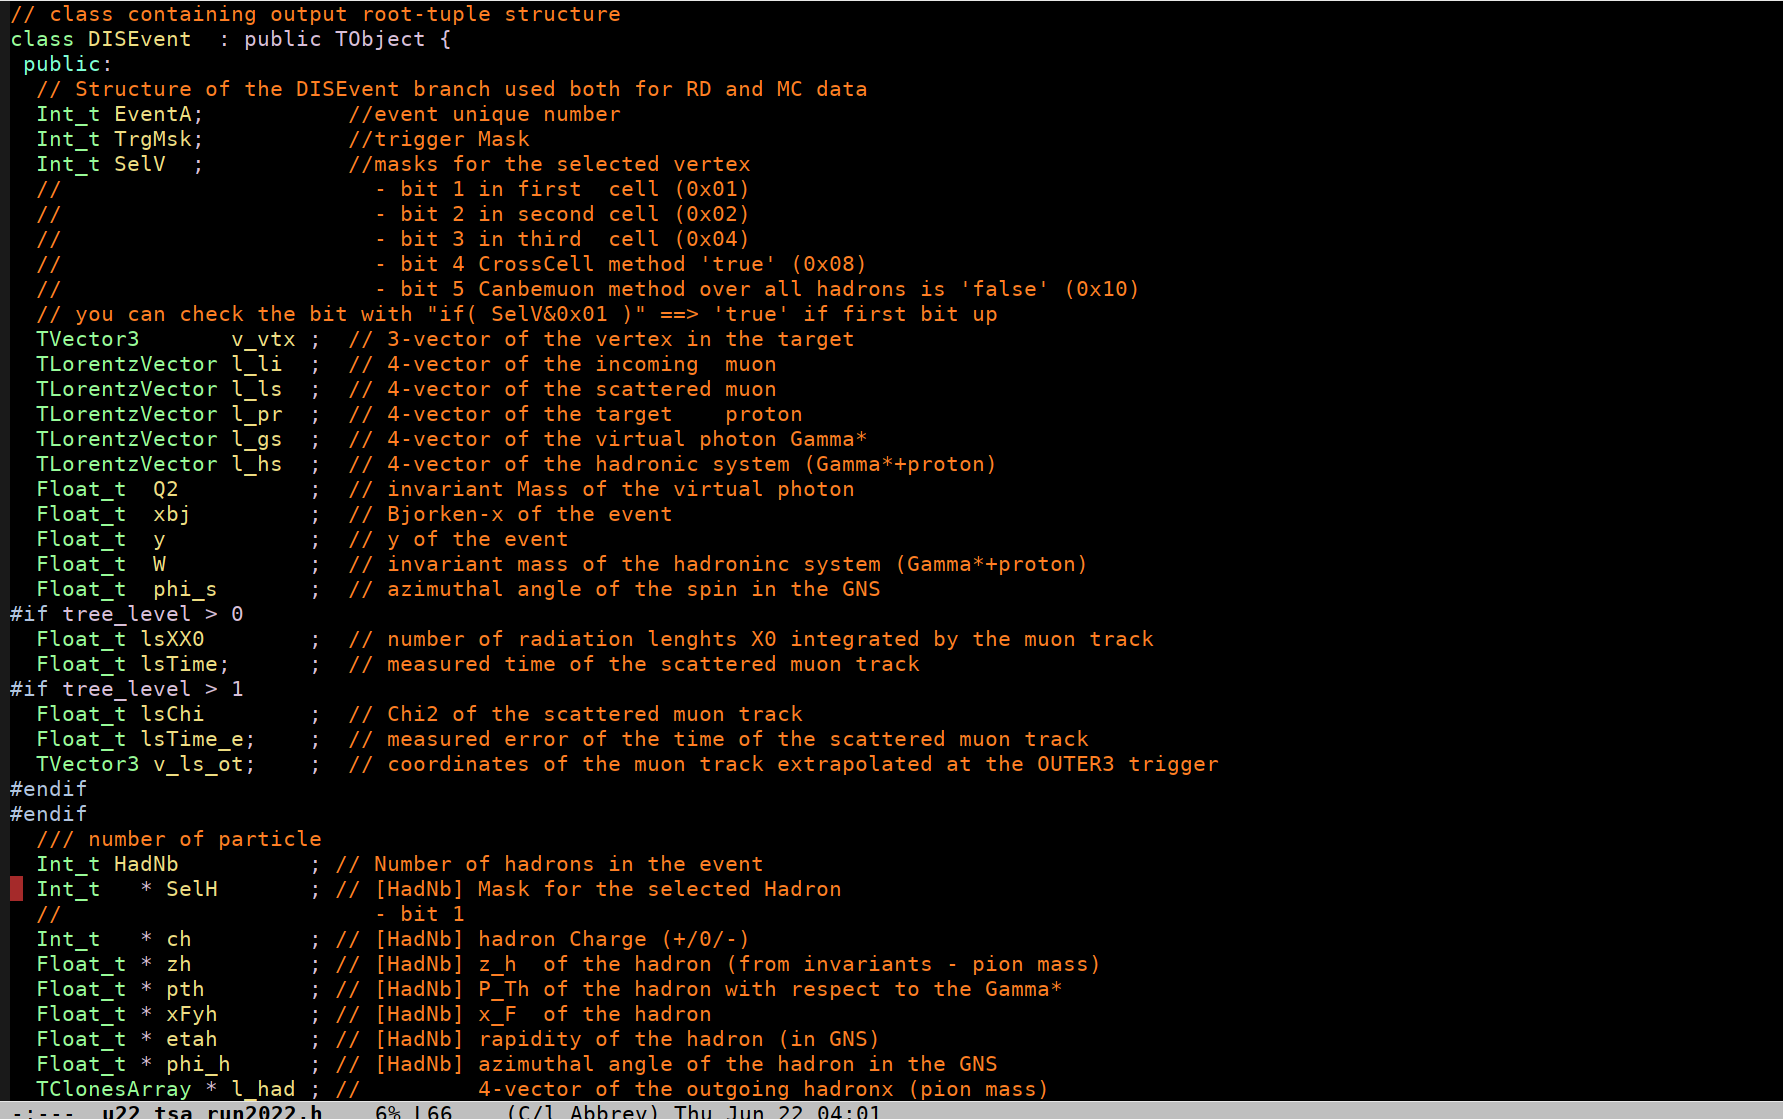 // class containing output root-tuple structure
class DISEvent  : public TObject {
 public:
  // Structure of the DISEvent branch used both for RD and MC data
  Int_t EventA;           //event unique number
  Int_t TrgMsk;           //trigger Mask
  Int_t SelV  ;           //masks for the selected vertex
  //                        - bit 1 in first  cell (0x01)
  //                        - bit 2 in second cell (0x02)
  //                        - bit 3 in third  cell (0x04)
  //                        - bit 4 CrossCell method 'true' (0x08)
  //                        - bit 5 Canbemuon method over all hadrons is 'false' (0x10)
  // you can check the bit with "if( SelV&0x01 )" ==> 'true' if first bit up
  TVector3       v_vtx ;  // 3-vector of the vertex in the target
  TLorentzVector l_li  ;  // 4-vector of the incoming  muon
  TLorentzVector l_ls  ;  // 4-vector of the scattered muon
  TLorentzVector l_pr  ;  // 4-vector of the target    proton
  TLorentzVector l_gs  ;  // 4-vector of the virtual photon Gamma*
  TLorentzVector l_hs  ;  // 4-vector of the hadronic system (Gamma*+proton)
  Float_t  Q2          ;  // invariant Mass of the virtual photon
  Float_t  xbj         ;  // Bjorken-x of the event
  Float_t  y           ;  // y of the event
  Float_t  W           ;  // invariant mass of the hadroninc system (Gamma*+proton)
  Float_t  phi_s       ;  // azimuthal angle of the spin in the GNS
#if tree_level > 0
  Float_t lsXX0        ;  // number of radiation lenghts X0 integrated by the muon track
  Float_t lsTime;      ;  // measured time of the scattered muon track
#if tree_level > 1
  Float_t lsChi        ;  // Chi2 of the scattered muon track
  Float_t lsTime_e;    ;  // measured error of the time of the scattered muon track
  TVector3 v_ls_ot;    ;  // coordinates of the muon track extrapolated at the OUTER3 trigger
#endif
#endif
  /// number of particle
  Int_t HadNb          ; // Number of hadrons in the event
  Int_t   * SelH       ; // [HadNb] Mask for the selected Hadron
  //                        - bit 1
  Int_t   * ch         ; // [HadNb] hadron Charge (+/0/-)
  Float_t * zh         ; // [HadNb] z_h  of the hadron (from invariants - pion mass)
  Float_t * pth        ; // [HadNb] P_Th of the hadron with respect to the Gamma*
  Float_t * xFyh       ; // [HadNb] x_F  of the hadron
  Float_t * etah       ; // [HadNb] rapidity of the hadron (in GNS)
  Float_t * phi_h      ; // [HadNb] azimuthal angle of the hadron in the GNS
  TClonesArray * l_had ; //         4-vector of the outgoing hadronx (pion mass)
-:---  u22_tsa_run2022.h    6% L66    (C/l Abbrev) Thu Jun 22 04:01